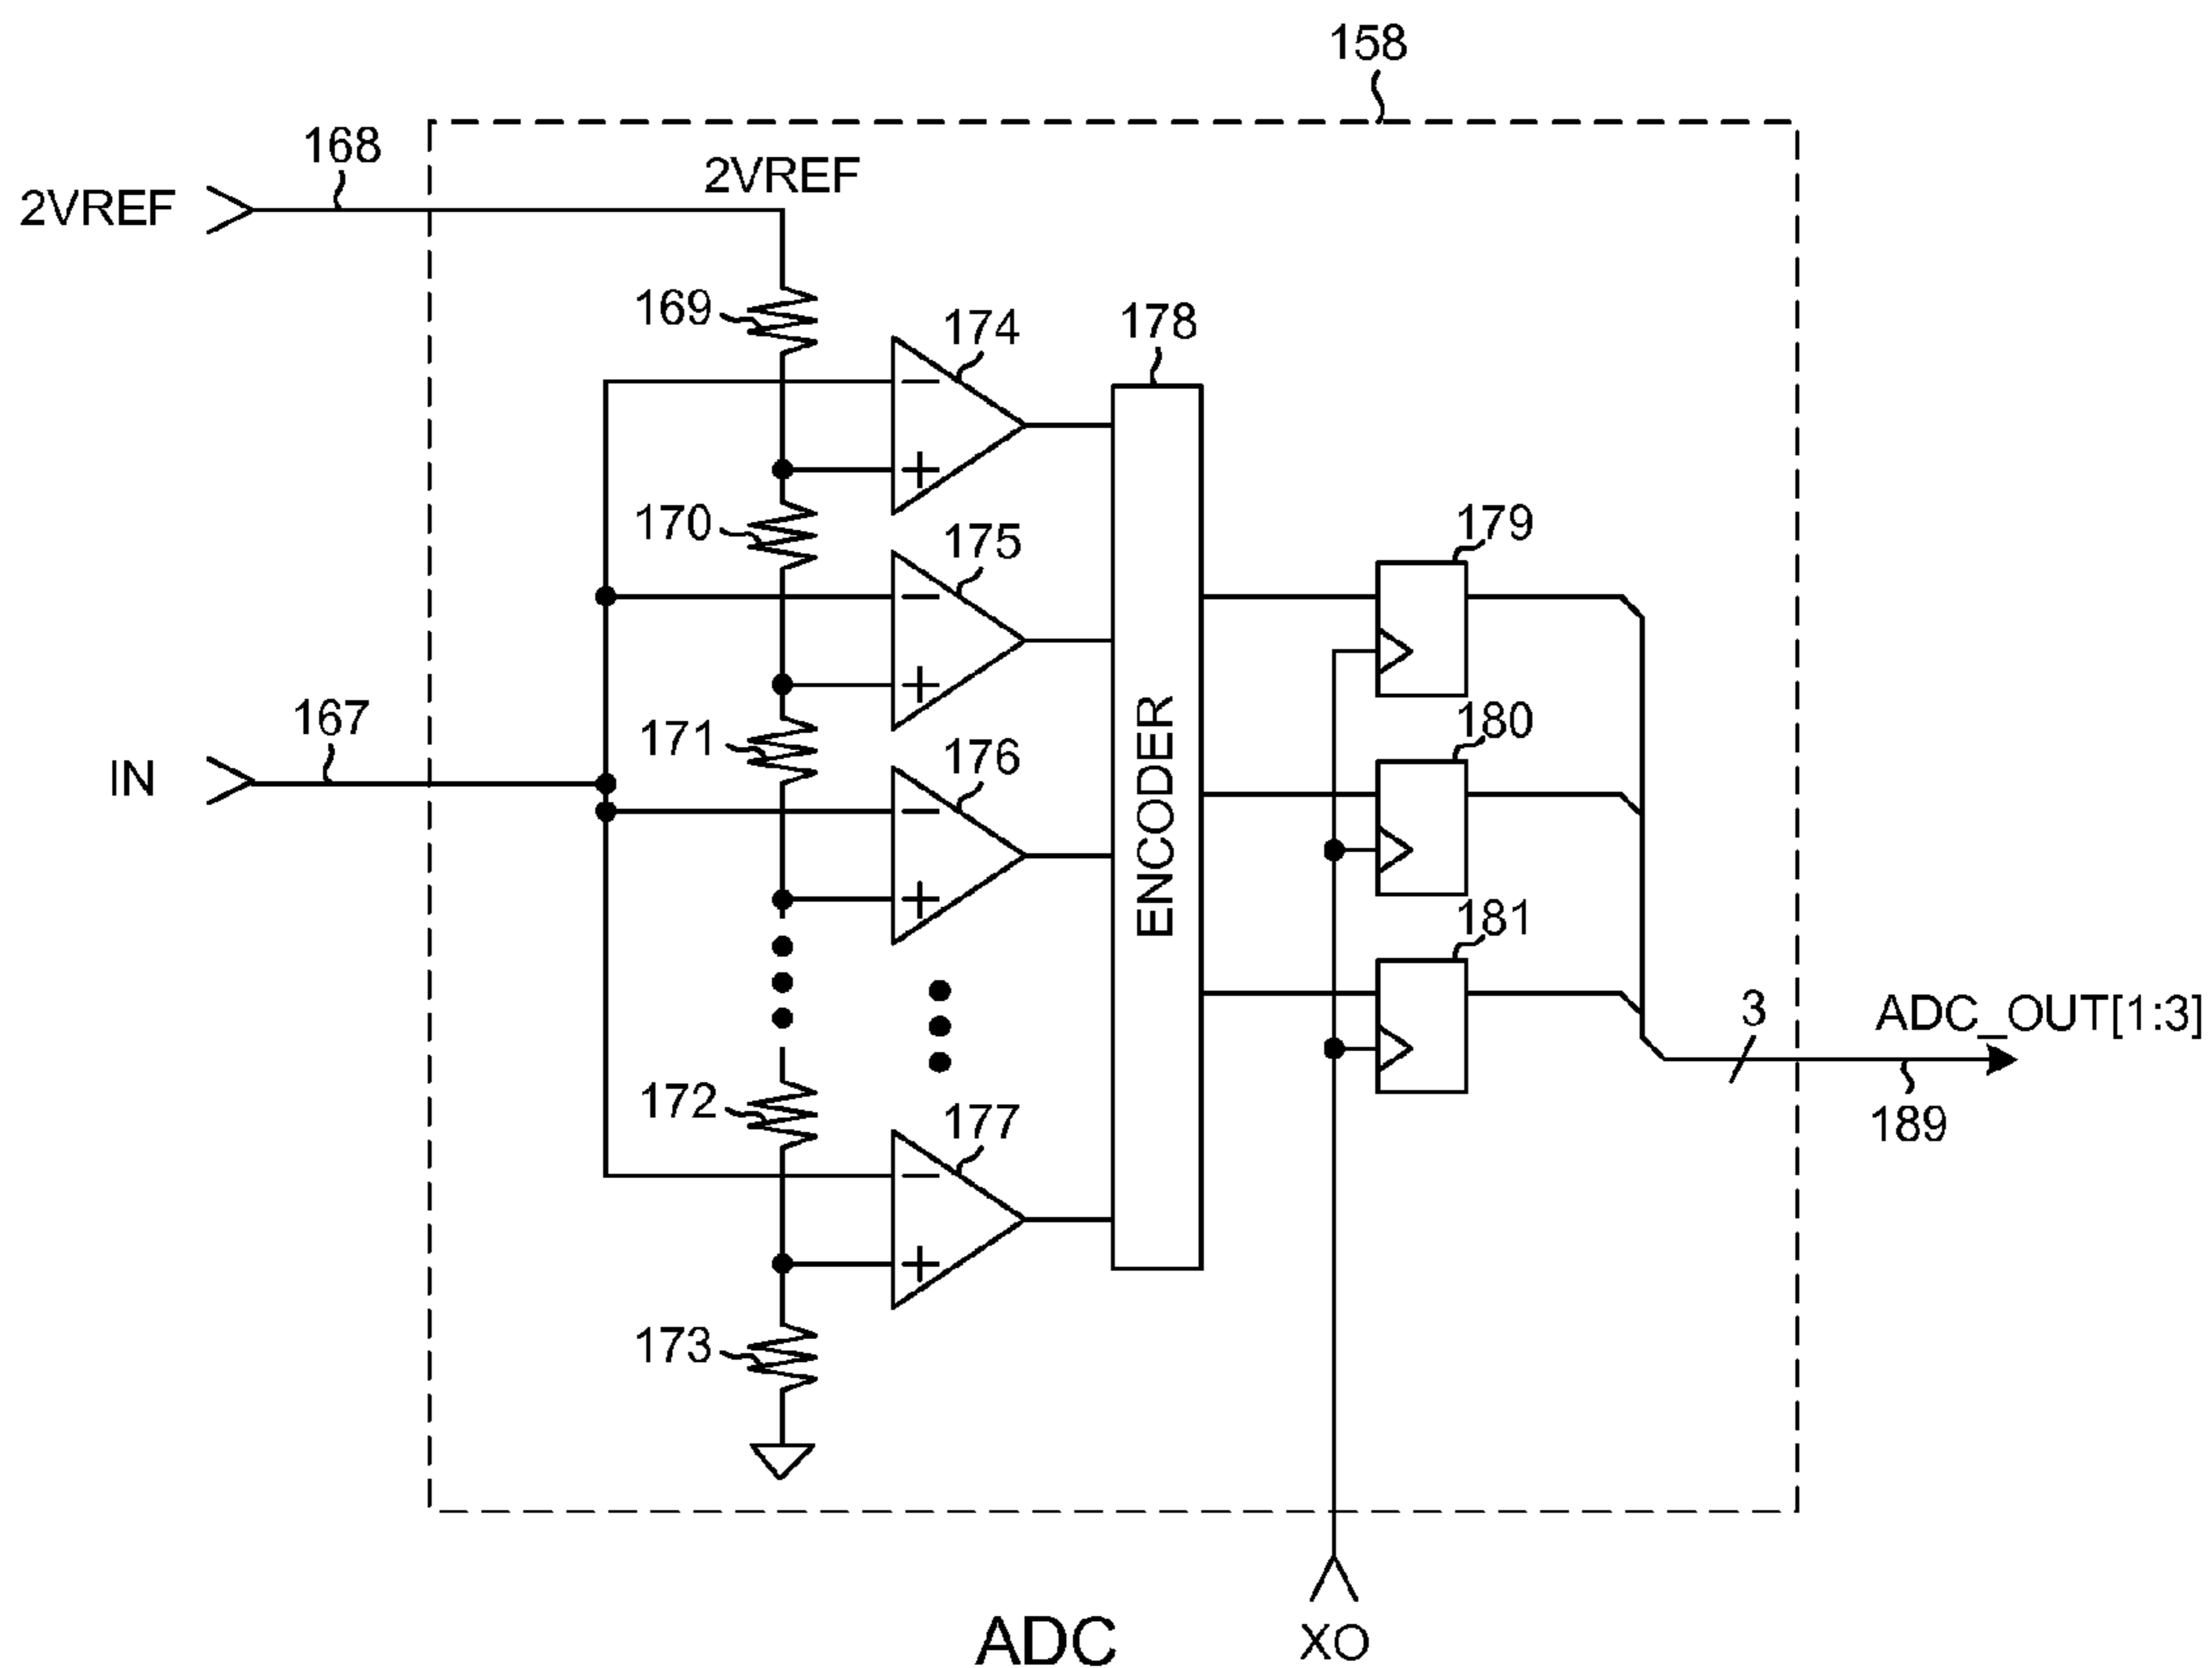 158
168
2VREF
2VREF
169
174
178
170
175
179
167
171
176
180
IN
ENCODER
181
3
ADC_OUT[1:3]
172
177
189
173
ADC
XO